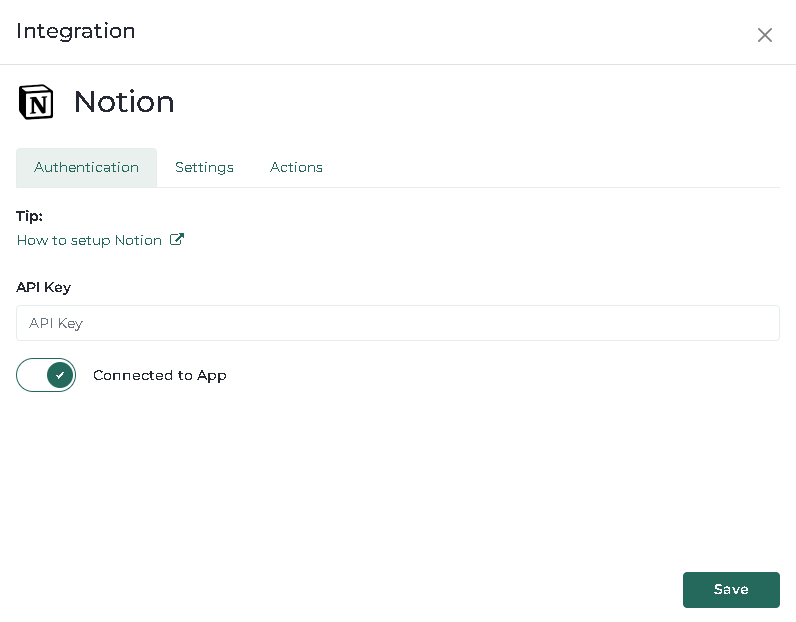 Integration
N Notion
Authentication Settings Actions
Tip:
How to setup Notion
API Key
API Key
Connected to App
Save